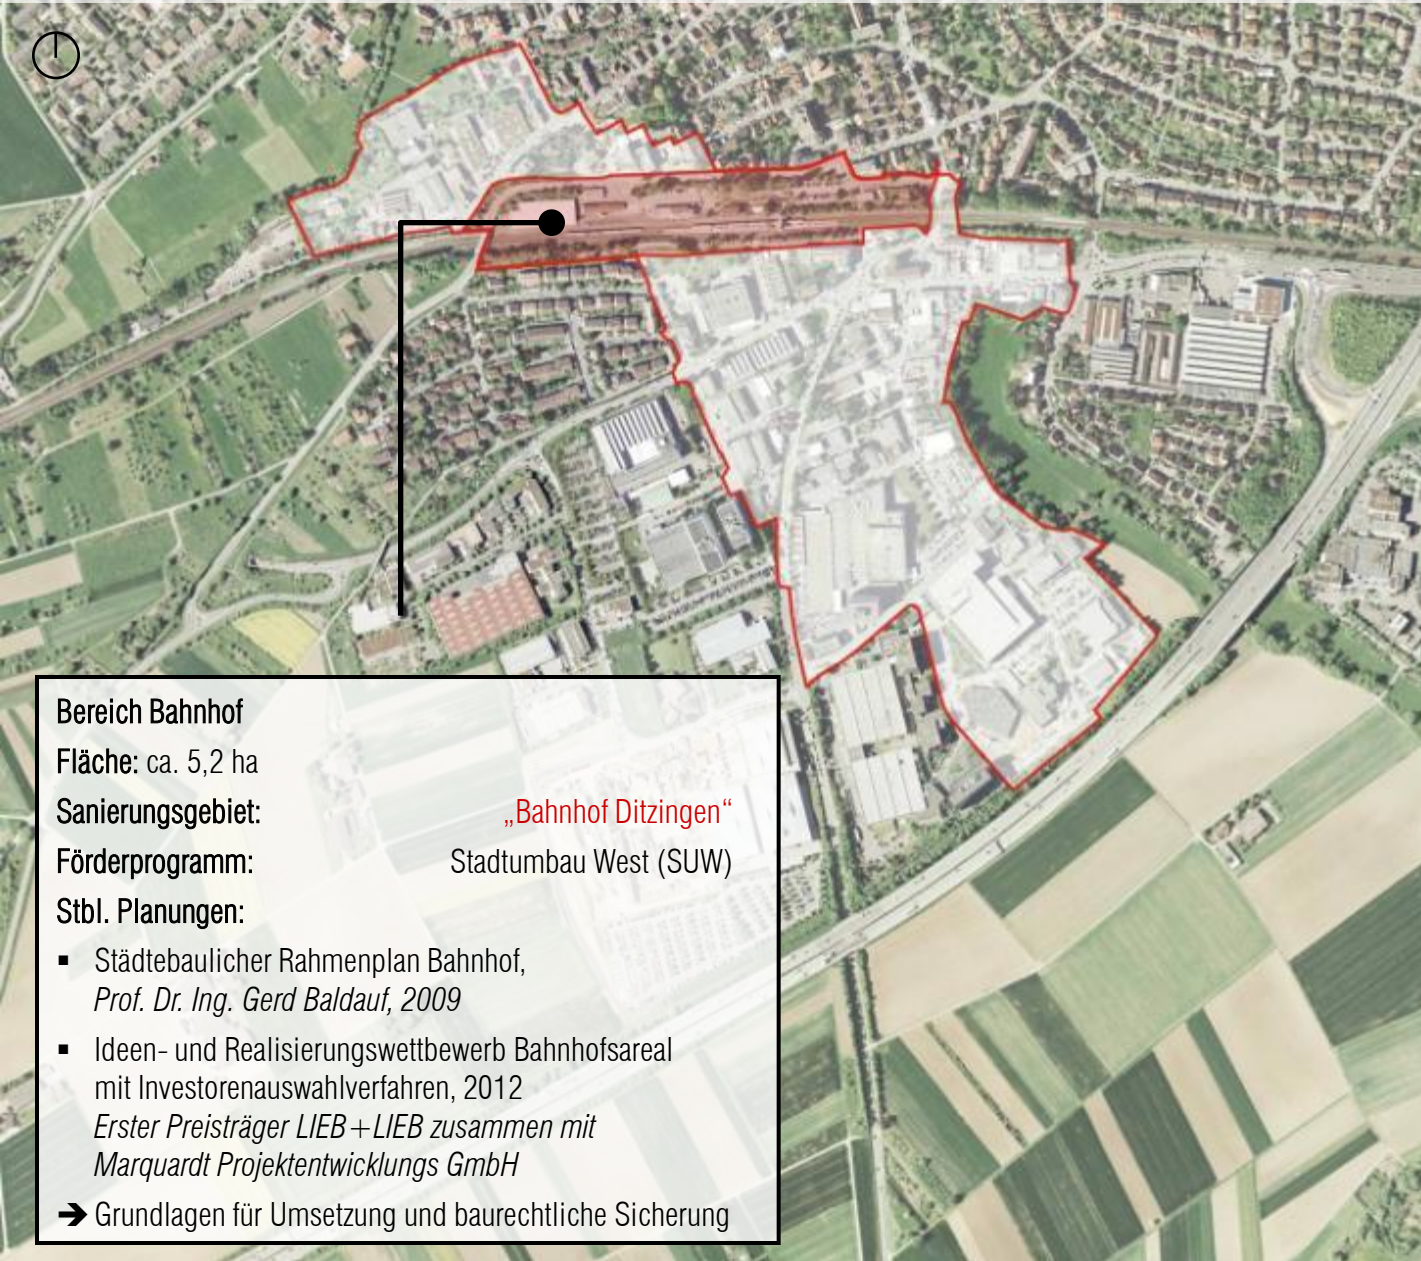 Bereich Bahnhof
Fläche: ca. 5,2 ha
Sanierungsgebiet: „Bahnhof Ditzingen“
Förderprogramm: Stadtumbau West (SUW)
Stbl. Planungen:
▪ Städtebaulicher Rahmenplan Bahnhof,
Prof. Dr. Ing. Gerd Baldauf, 2009
▪ Ideen- und Realisierungswettbewerb Bahnhofsareal
mit Investorenauswahlverfahren, 2012
Erster Preisträger LIEB+LIEB zusammen mit
Marquardt Projektentwicklungs GmbH
➔ Grundlagen für Umsetzung und baurechtliche Sicherung